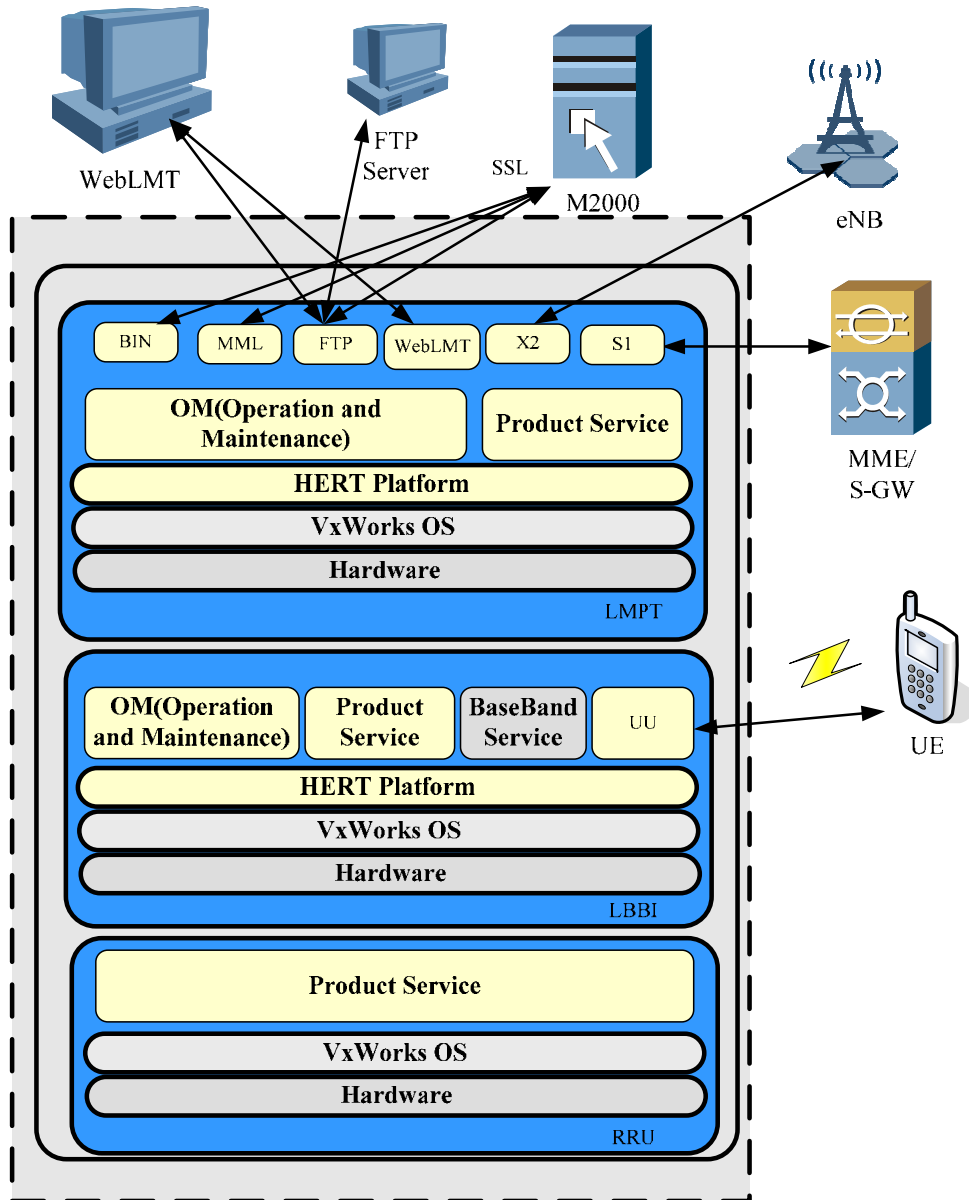 WebLMT
FTP
Server
SSL
M2000
eNB
BIN
MML
FTP
WebLMT
X2
S1
OM(Operation and
Maintenance)
Product Service
HERT Platform
VxWorks OS
Hardware
LMPT
MME/
S-GW
OM(Operation
and Maintenance)
Product
Service
BaseBand
Service
UU
UE
HERT Platform
VxWorks OS
Hardware
LBBI
Product Service
VxWorks OS
Hardware
RRU